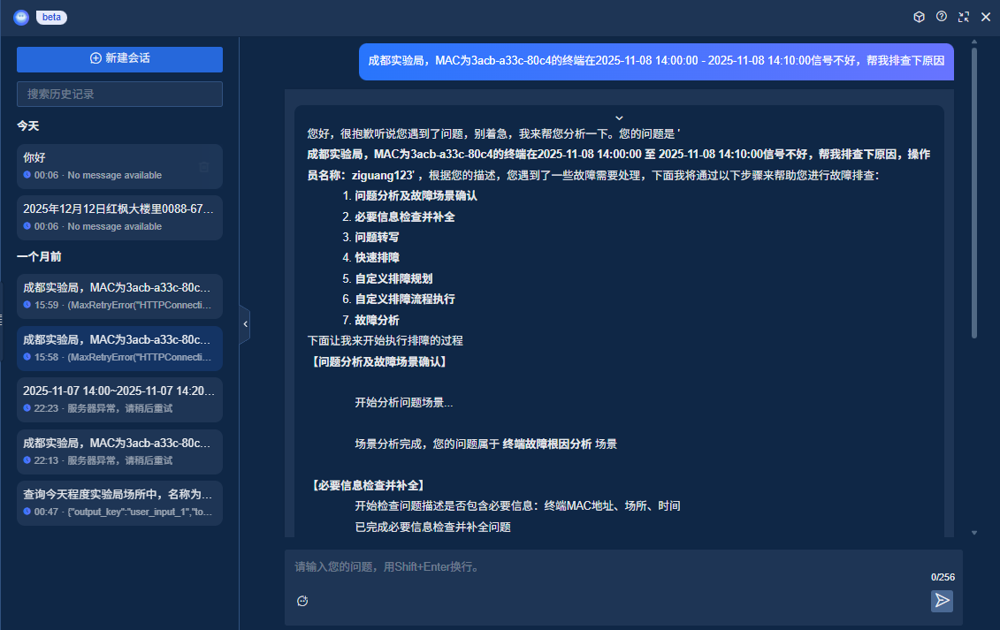 beta
新建会话
搜索历史记录
今天
你好
00:06 · No message available
2025年12月12日红枫大楼里0088-67...
00:06 · No message available
一个月前
成都实验局，MAC为3acb-a33c-80c...
15:59 · (MaxRetryError("HTTPConnecti...
成都实验局，MAC为3acb-a33c-80c...
15:58 · (MaxRetryError("HTTPConnecti...
2025-11-07 14:00~2025-11-07 14:20...
22:23 · 服务器异常，请稍后重试
成都实验局，MAC为3acb-a33c-80c...
22:13 · 服务器异常，请稍后重试
查询今天程度实验局场所中，名称为...
00:47 · {"output_key":"user_input_1","to...
成都实验局，MAC为3acb-a33c-80c4的终端在2025-11-08 14:00:00 - 2025-11-08 14:10:00信号不好，帮我排查下原因
您好，很抱歉听说您遇到了问题，别着急，我来帮您分析一下。您的问题是 '
成都实验局，MAC为3acb-a33c-80c4的终端在2025-11-08 14:00:00 至 2025-11-08 14:10:00信号不好，帮我排查下原因，操作
员名称：ziguang123' ，根据您的描述，您遇到了一些故障需要处理，下面我将通过以下步骤来帮助您进行故障排查：
1. 问题分析及故障场景确认
2. 必要信息检查并补全
3. 问题转写
4. 快速排障
5. 自定义排障规划
6. 自定义排障流程执行
7. 故障分析
下面让我来开始执行排障的过程
【问题分析及故障场景确认】
开始分析问题场景...
场景分析完成，您的问题属于 终端故障根因分析 场景
【必要信息检查并补全】
开始检查问题描述是否包含必要信息：终端MAC地址、场所、时间
已完成必要信息检查并补全问题
请输入您的问题，用Shift+Enter换行。
0/256